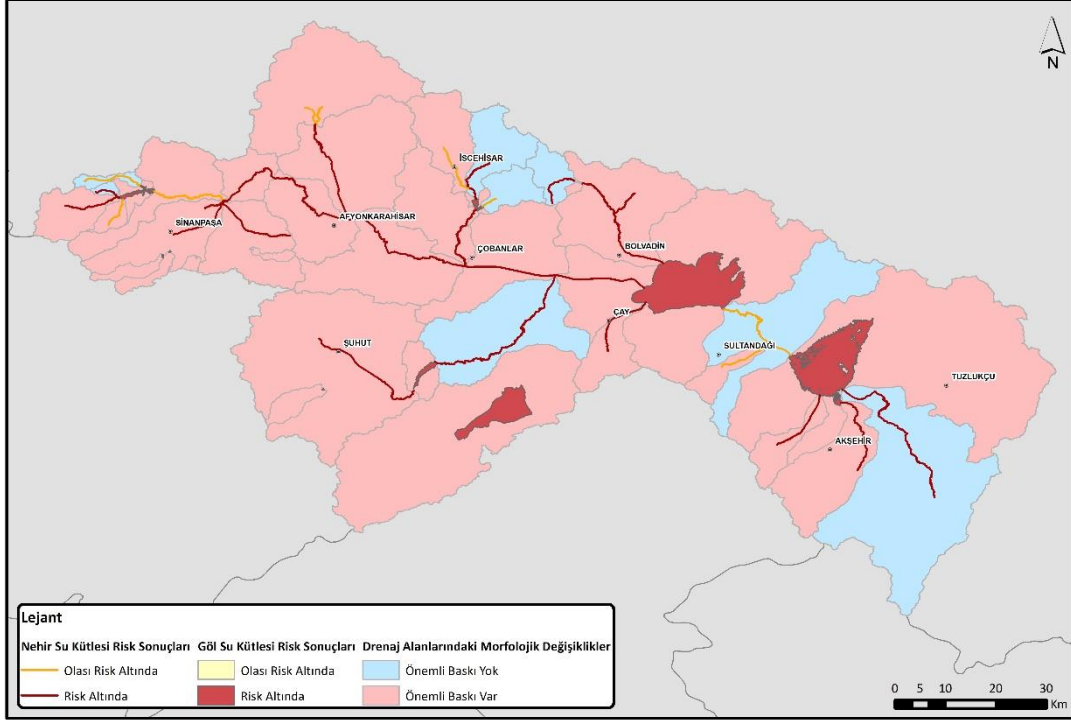 N
İSCEHİSAR
SİNANPAŞA
AFYONKARAHİSAR
ÇOBANLAR
BOLVADİN
ÇAY
ŞUHUT
SULTANDAĞI
TUZLUKÇU
AKŞEHİR
Lejant
Nehir Su Kütlesi Risk Sonuçları Göl Su Kütlesi Risk Sonuçları Drenaj Alanlarındaki Morfolojik Değişiklikler
Olası Risk Altında Olası Risk Altında Önemli Baskı Yok
Risk Altında Risk Altında Önemli Baskı Var
0 5 10 20 30
Km